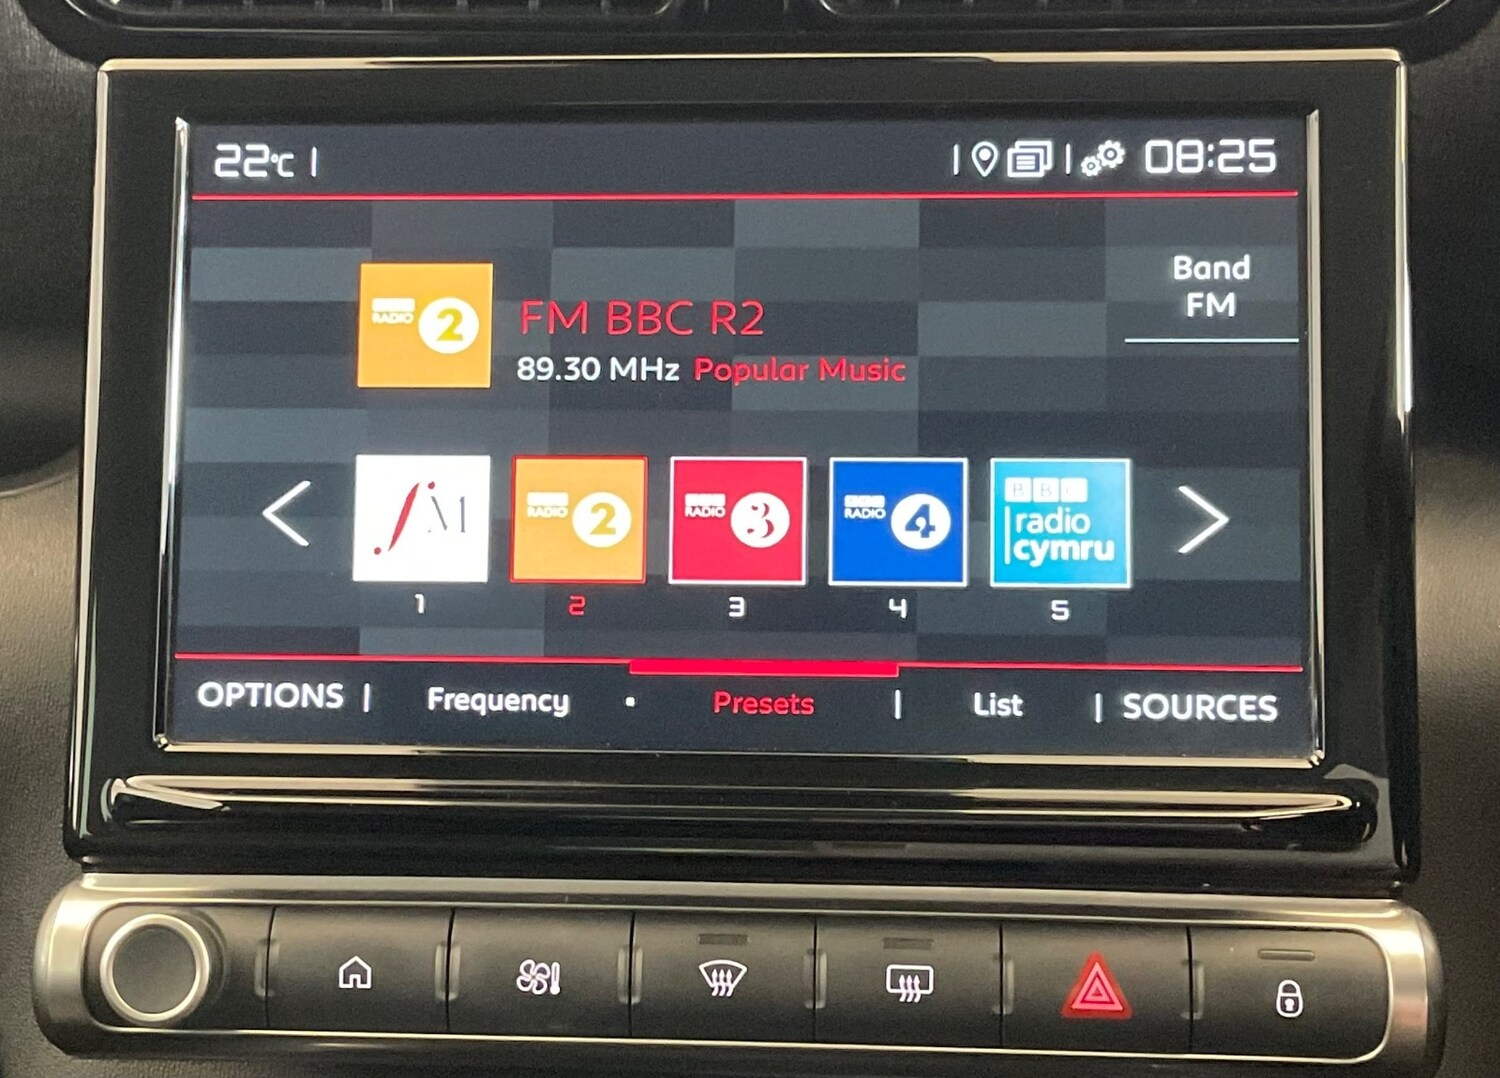 22°C
08:25
Band
FM
RADIO 2
FM BBC R2
89.30 MHz Popular Music
fM
RADIO 2
RADIO 3
BBC RADIO 4
BBC
radio
cymru
1 2 3 4 5
OPTIONS Frequency Presets List SOURCES